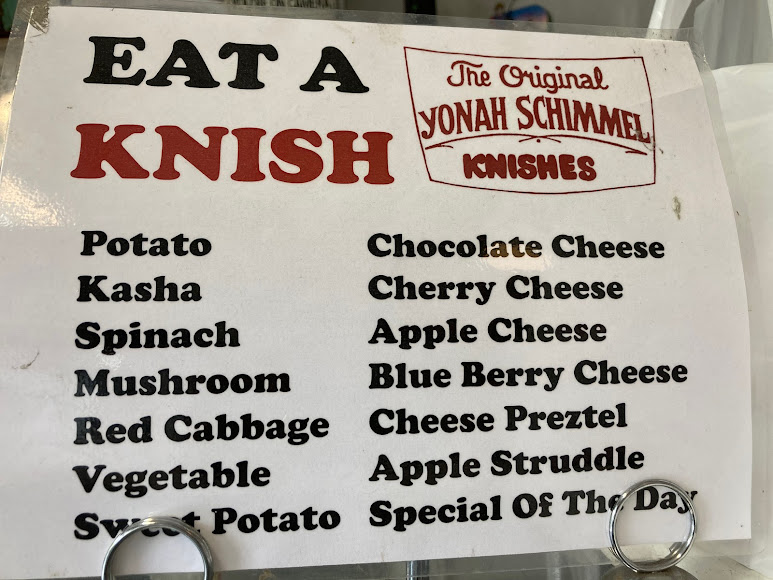 EAT A
KNISH
The Original
YONAH SCHIMMEL
KNISHES
Potato
Kasha
Spinach
Mushroom
Red Cabbage
Vegetable
Sweet Potato
Chocolate Cheese
Cherry Cheese
Apple Cheese
Blue Berry Cheese
Cheese Preztel
Apple Struddle
Special Of The Day